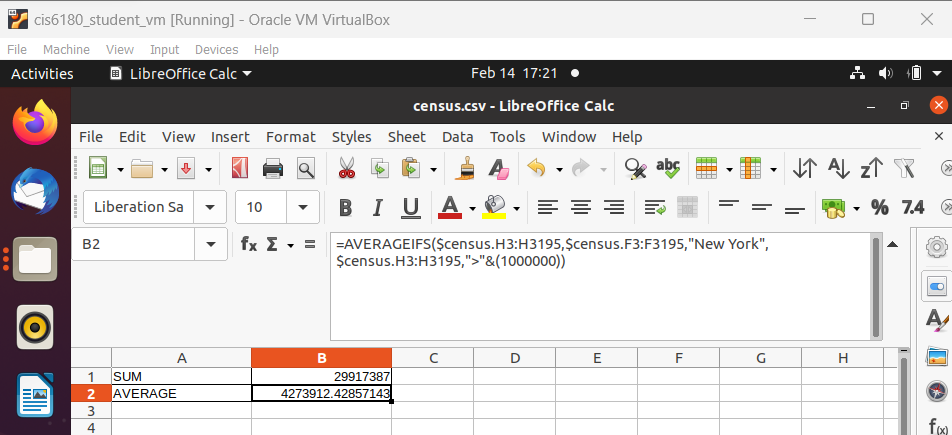 cis6180_student_vm [Running] - Oracle VM VirtualBox
File Machine View Input Devices Help
Activities LibreOffice Calc Feb 14 17:21
census.csv - LibreOffice Calc
File Edit View Insert Format Styles Sheet Data Tools Window Help
abc
Liberation Sa 10 B I U A % 7.4
B2 fx Σ = =AVERAGEIFS($census.H3:H3195,$census.F3:F3195,"New York",
$census.H3:H3195,">"&(1000000))
A B C D E F G H
1 SUM 29917387
2 AVERAGE 4273912.42857143
3
4
f(x)